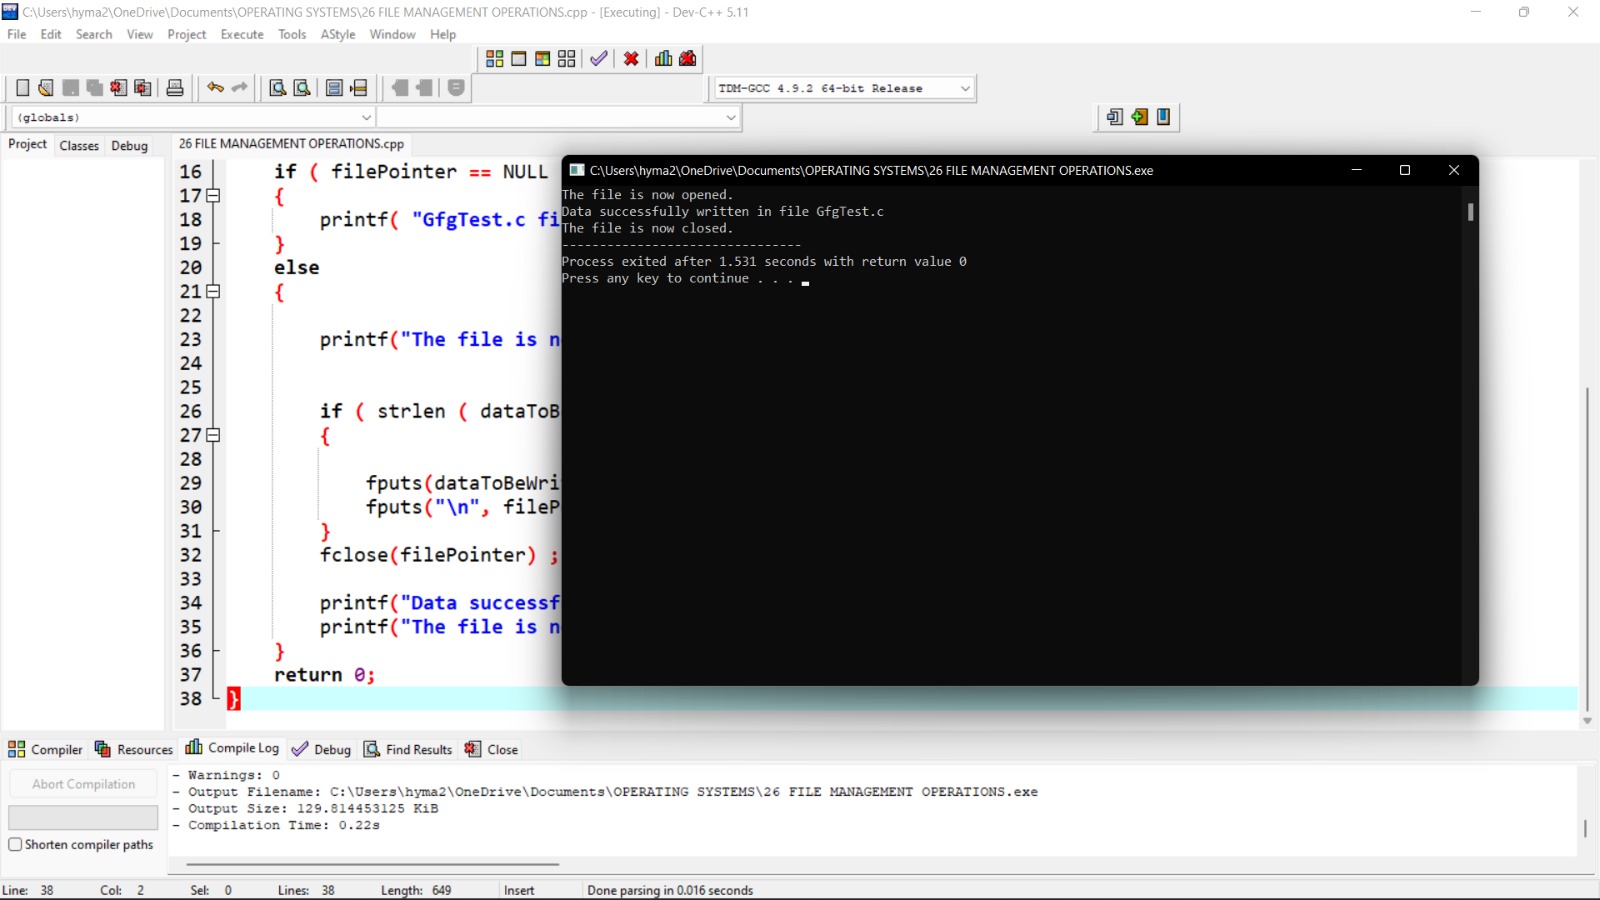 C:\Users\hyma2\OneDrive\Documents\OPERATING SYSTEMS\26 FILE MANAGEMENT OPERATIONS.cpp - [Executing] - Dev-C++ 5.11
File Edit Search View Project Execute Tools AStyle Window Help
TDM-GCC 4.9.2 64-bit Release
(globals)
Project Classes Debug
26 FILE MANAGEMENT OPERATIONS.cpp
16 if ( filePointer == NULL
17 {
18 printf( "GfgTest.c fi
19 }
20 else
21 {
22
23 printf("The file is n
24
25
26 if ( strlen ( dataToB
27 {
28
29 fputs(dataToBeWri
30 fputs("\n", fileP
31 }
32 fclose(filePointer) ;
33
34 printf("Data successf
35 printf("The file is n
36 }
37 return 0;
38 }
C:\Users\hyma2\OneDrive\Documents\OPERATING SYSTEMS\26 FILE MANAGEMENT OPERATIONS.exe
The file is now opened.
Data successfully written in file GfgTest.c
The file is now closed.
--------------------------------
Process exited after 1.531 seconds with return value 0
Press any key to continue . . .
Compiler Resources Compile Log Debug Find Results Close
Abort Compilation
Shorten compiler paths
- Warnings: 0
- Output Filename: C:\Users\hyma2\OneDrive\Documents\OPERATING SYSTEMS\26 FILE MANAGEMENT OPERATIONS.exe
- Output Size: 129.814453125 KiB
- Compilation Time: 0.22s
Line: 38 Col: 2 Sel: 0 Lines: 38 Length: 649 Insert Done parsing in 0.016 seconds